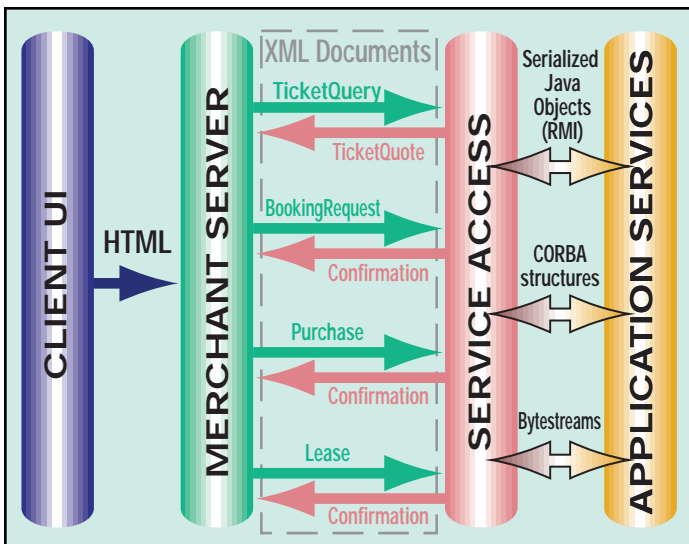 CLIENT UI
HTML
MERCHANT SERVER
XML Documents
TicketQuery
TicketQuote
BookingRequest
Confirmation
Purchase
Confirmation
Lease
Confirmation
SERVICE ACCESS
Serialized
Java
Objects
(RMI)
CORBA
structures
Bytestreams
APPLICATION SERVICES